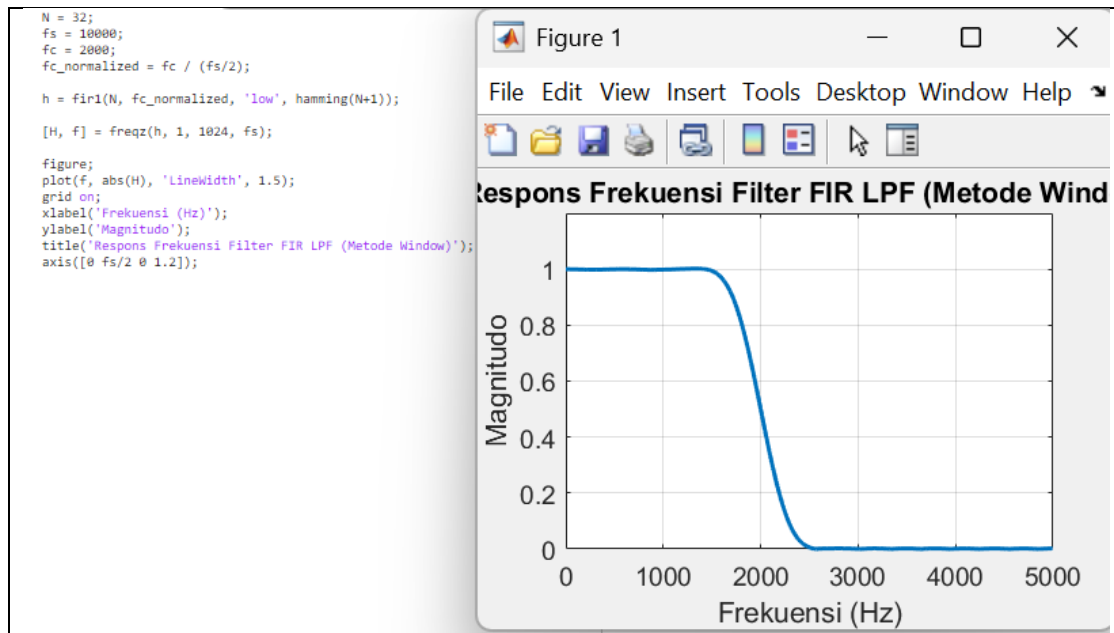 N = 32;
fs = 10000;
fc = 2000;
fc_normalized = fc / (fs/2);
h = fir1(N, fc_normalized, 'low', hamming(N+1));
[H, f] = freqz(h, 1, 1024, fs);
figure;
plot(f, abs(H), 'LineWidth', 1.5);
grid on;
xlabel('Frekuensi (Hz)');
ylabel('Magnitudo');
title('Respons Frekuensi Filter FIR LPF (Metode Window)');
axis([0 fs/2 0 1.2]);
Figure 1
File Edit View Insert Tools Desktop Window Help
Respons Frekuensi Filter FIR LPF (Metode Wind
Magnitudo
1
0.8
0.6
0.4
0.2
0
0 1000 2000 3000 4000 5000
Frekuensi (Hz)